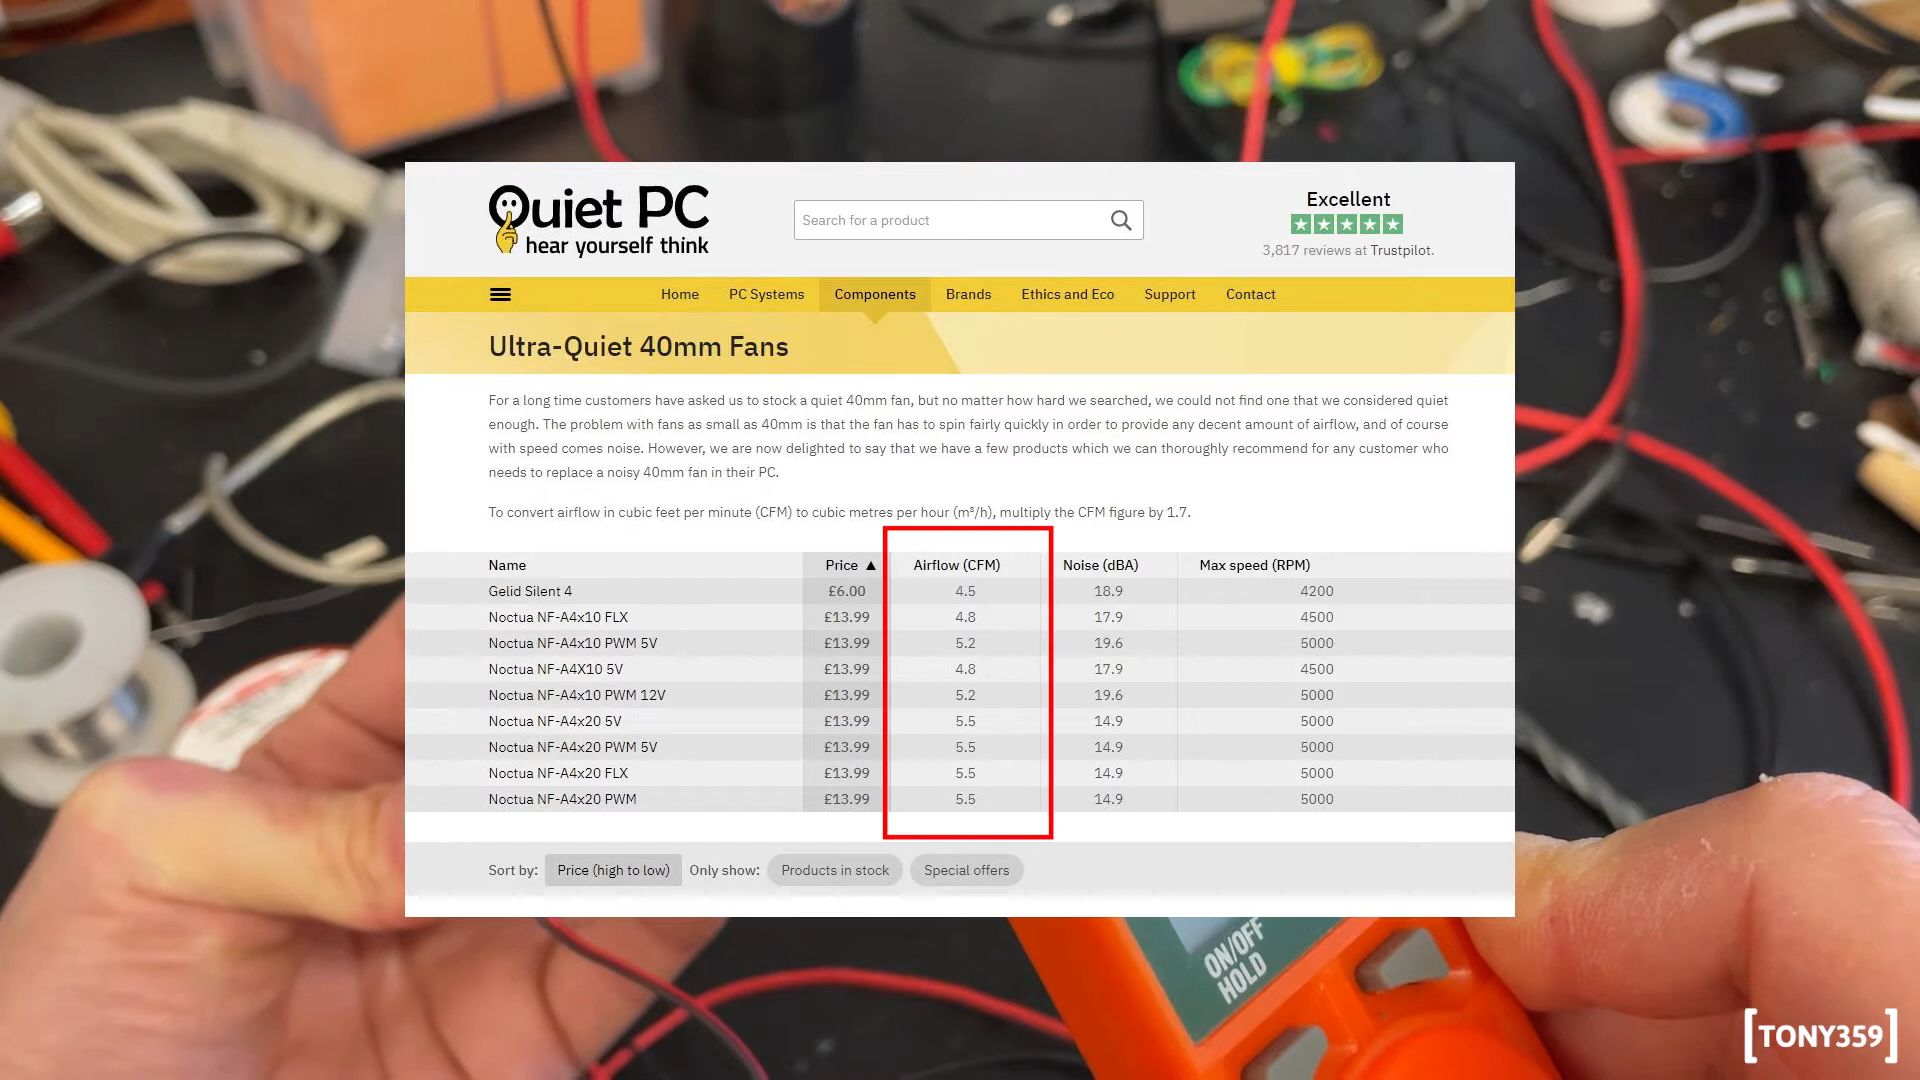 Quiet PC
hear yourself think
Search for a product
Excellent
3,817 reviews at Trustpilot.
Home PC Systems Components Brands Ethics and Eco Support Contact
Ultra-Quiet 40mm Fans
For a long time customers have asked us to stock a quiet 40mm fan, but no matter how hard we searched, we could not find one that we considered quiet
enough. The problem with fans as small as 40mm is that the fan has to spin fairly quickly in order to provide any decent amount of airflow, and of course
with speed comes noise. However, we are now delighted to say that we have a few products which we can thoroughly recommend for any customer who
needs to replace a noisy 40mm fan in their PC.
To convert airflow in cubic feet per minute (CFM) to cubic metres per hour (m³/h), multiply the CFM figure by 1.7.
Name Price ▲ Airflow (CFM) Noise (dBA) Max speed (RPM)
Gelid Silent 4 £6.00 4.5 18.9 4200
Noctua NF-A4x10 FLX £13.99 4.8 17.9 4500
Noctua NF-A4x10 PWM 5V £13.99 5.2 19.6 5000
Noctua NF-A4X10 5V £13.99 4.8 17.9 4500
Noctua NF-A4x10 PWM 12V £13.99 5.2 19.6 5000
Noctua NF-A4x20 5V £13.99 5.5 14.9 5000
Noctua NF-A4x20 PWM 5V £13.99 5.5 14.9 5000
Noctua NF-A4x20 FLX £13.99 5.5 14.9 5000
Noctua NF-A4x20 PWM £13.99 5.5 14.9 5000
Sort by: Price (high to low) Only show: Products in stock Special offers
ON/OFF
HOLD
[TONY359]